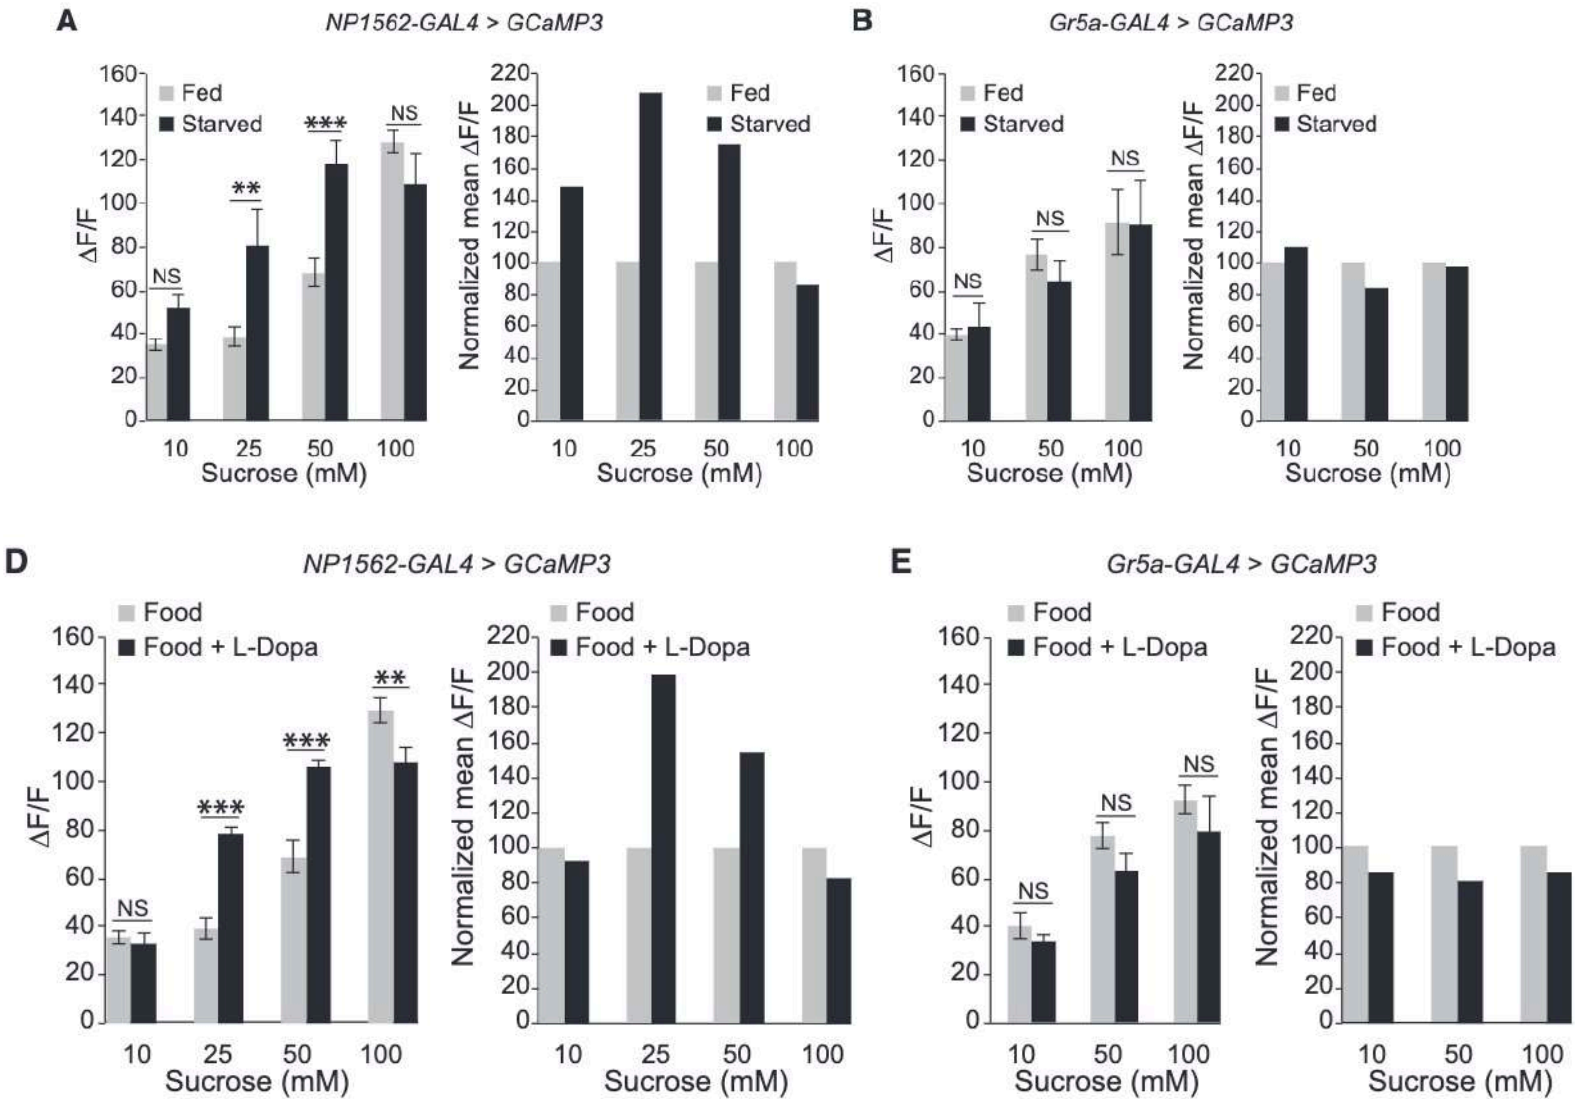 A
NP1562-GAL4 > GCaMP3
160
140
120
100
80
60
40
20
0
ΔF/F
Fed
Starved
NS
**
***
NS
10 25 50 100
Sucrose (mM)
220
200
180
160
140
120
100
80
60
40
20
0
Normalized mean ΔF/F
Fed
Starved
10 25 50 100
Sucrose (mM)
B
Gr5a-GAL4 > GCaMP3
160
140
120
100
80
60
40
20
0
ΔF/F
Fed
Starved
NS
NS
NS
10 50 100
Sucrose (mM)
220
200
180
160
140
120
100
80
60
40
20
0
Normalized mean ΔF/F
Fed
Starved
10 50 100
Sucrose (mM)
D
NP1562-GAL4 > GCaMP3
Food
Food + L-Dopa
160
140
120
100
80
60
40
20
0
ΔF/F
NS
***
***
**
10 25 50 100
Sucrose (mM)
Food
Food + L-Dopa
220
200
180
160
140
120
100
80
60
40
20
0
Normalized mean ΔF/F
10 25 50 100
Sucrose (mM)
E
Gr5a-GAL4 > GCaMP3
Food
Food + L-Dopa
160
140
120
100
80
60
40
20
0
ΔF/F
NS
NS
NS
10 50 100
Sucrose (mM)
Food
Food + L-Dopa
220
200
180
160
140
120
100
80
60
40
20
0
Normalized mean ΔF/F
10 50 100
Sucrose (mM)